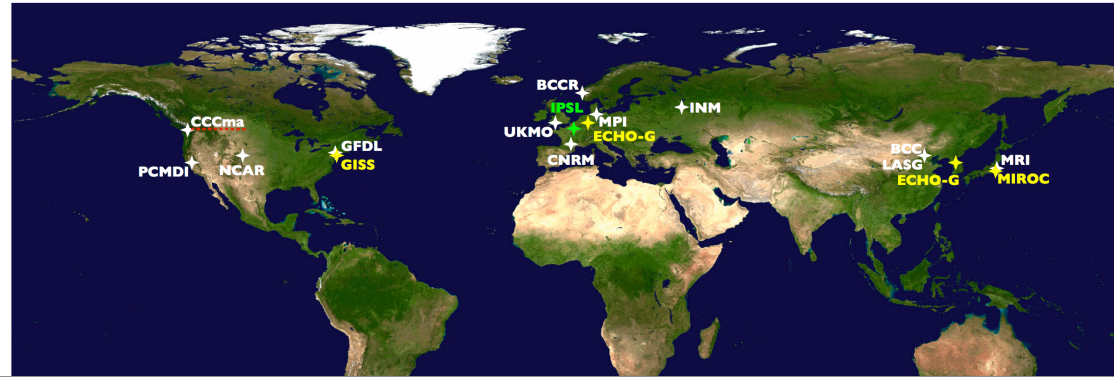 BCCR
IPSL
INM
CCCma
MPI
UKMO
ECHO-G
GFDL
CNRM
BCC
PCMDI
NCAR
GISS
LASG
MRI
ECHO-G
MIROC